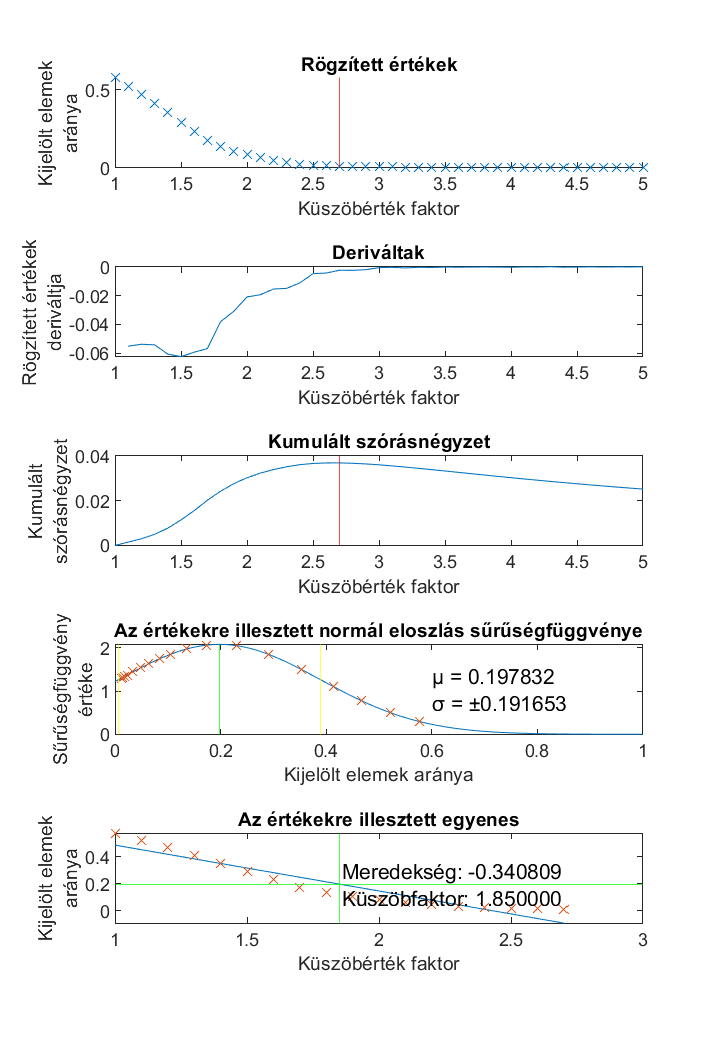 Rögzített értékek
Kijelölt elemek
aránya
0.5
0
1 1.5 2 2.5 3 3.5 4 4.5 5
Küszöbérték faktor
Deriváltak
Rögzített értékek
deriváltja
0
-0.02
-0.04
-0.06
1 1.5 2 2.5 3 3.5 4 4.5 5
Küszöbérték faktor
Kumulált szórásnégyzet
Kumulált
szórásnégyzet
0.04
0.02
0
1 1.5 2 2.5 3 3.5 4 4.5 5
Küszöbérték faktor
Az értékekre illesztett normál eloszlás sűrűségfüggvénye
Sűrűségfüggvény
értéke
2
1
0
μ = 0.197832
σ = ±0.191653
0 0.2 0.4 0.6 0.8 1
Kijelölt elemek aránya
Az értékekre illesztett egyenes
Kijelölt elemek
aránya
0.4
0.2
0
Meredekség: -0.340809
Küszöbfaktor: 1.850000
1 1.5 2 2.5 3
Küszöbérték faktor